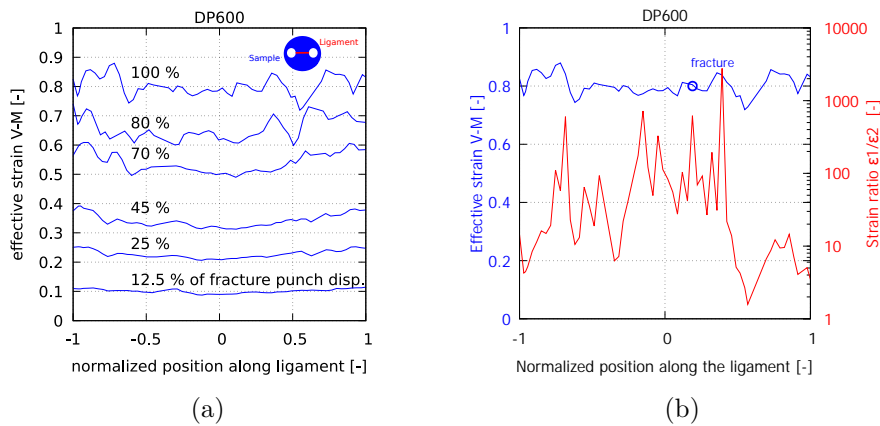 DP600
effective strain V-M [-]
1
0.9
0.8
0.7
0.6
0.5
0.4
0.3
0.2
0.1
0
Sample
Ligament
100 %
80 %
70 %
45 %
25 %
12.5 % of fracture punch disp.
-1 -0.5 0 0.5 1
normalized position along ligament [-]
(a)
DP600
Effective strain V-M [-]
1
0.8
0.6
0.4
0.2
0
fracture
10000
1000
100
10
1
Strain ratio ε1/ε2 [-]
-1 0 1
Normalized position along the ligament [-]
(b)